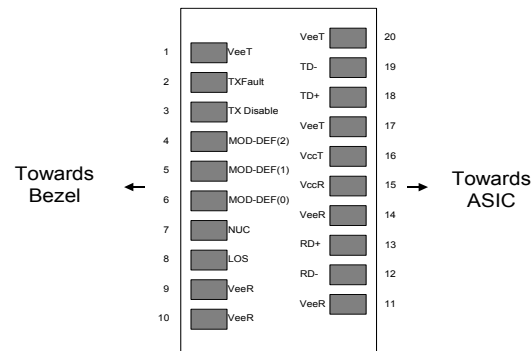 VeeT 20
1 VeeT
TD- 19
2 TXFault
TD+ 18
3 TX Disable
VeeT 17
4 MOD-DEF(2)
VccT 16
5 MOD-DEF(1)
VccR 15
6 MOD-DEF(0)
VeeR 14
7 NUC
RD+ 13
8 LOS
RD- 12
9 VeeR
VeeR 11
10 VeeR
Towards
Bezel
Towards
ASIC